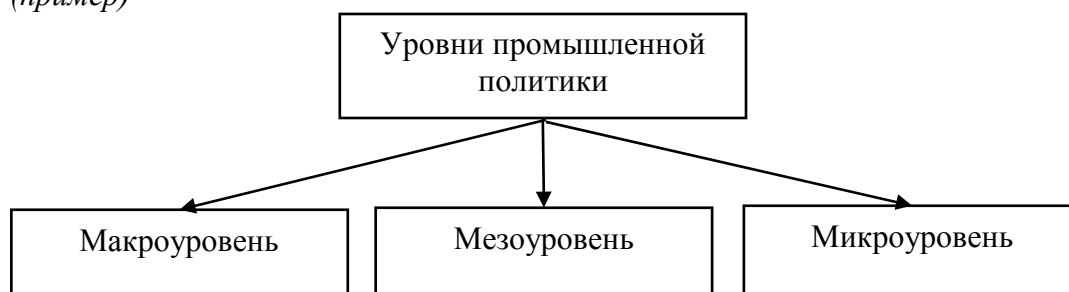 (пример)
Уровни промышленной
политики
Макроуровень
Мезоуровень
Микроуровень